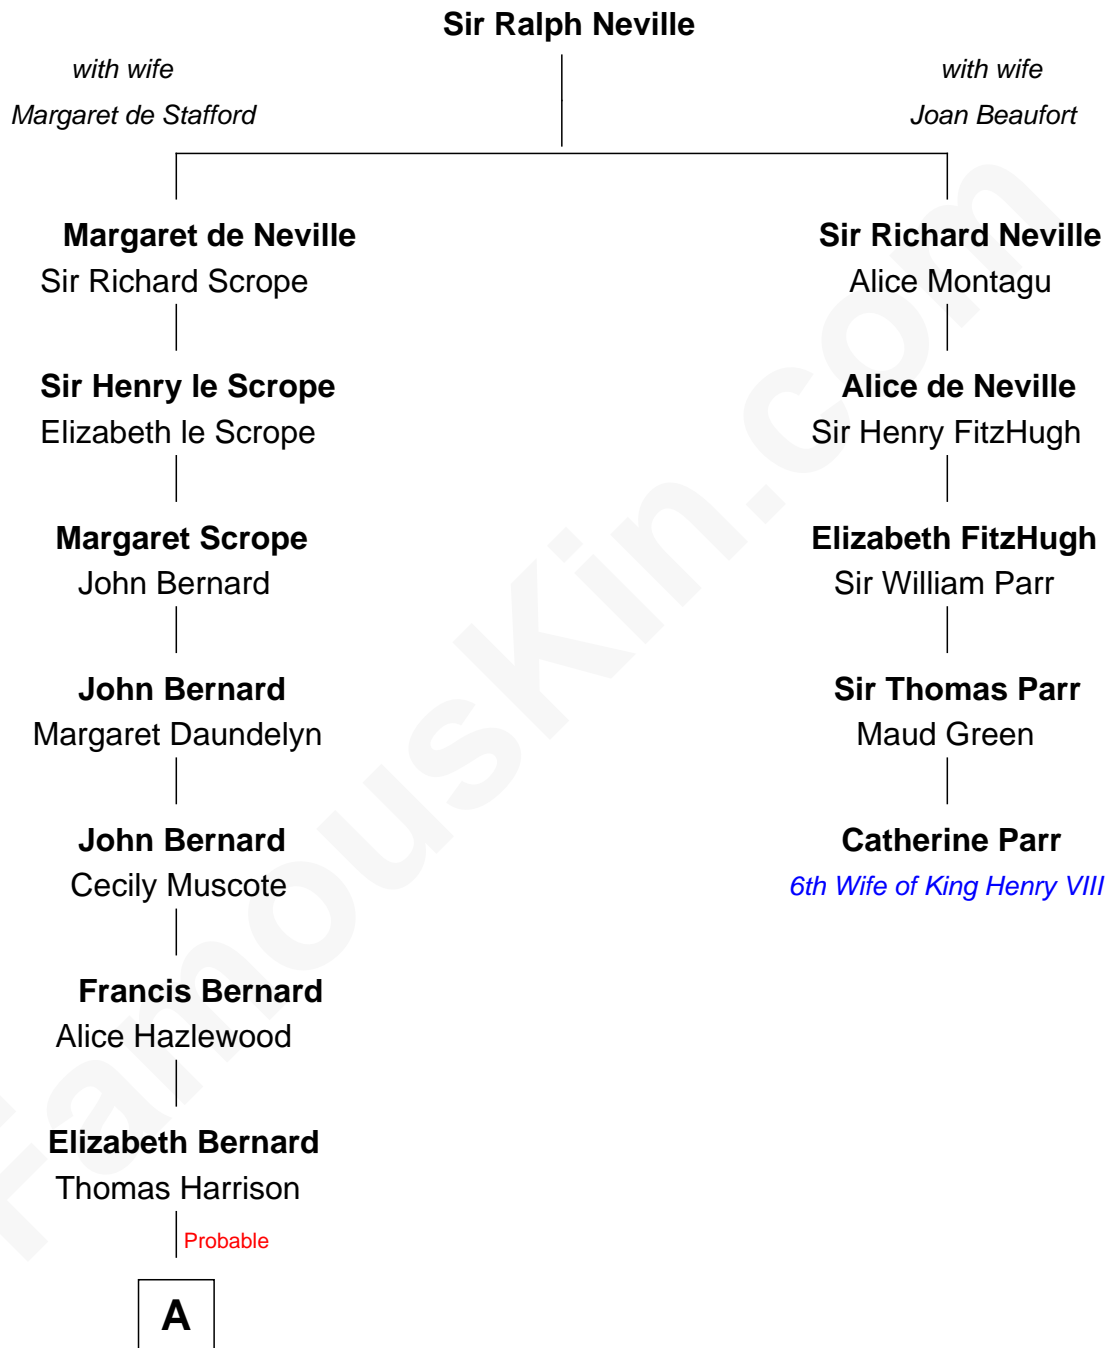 Sir Ralph Neville
with wife
Margaret de Stafford
with wife
Joan Beaufort
Margaret de Neville
Sir Richard Scrope
Sir Richard Neville
Alice Montagu
Sir Henry le Scrope
Elizabeth le Scrope
Alice de Neville
Sir Henry FitzHugh
Margaret Scrope
John Bernard
Elizabeth FitzHugh
Sir William Parr
John Bernard
Margaret Daundelyn
Sir Thomas Parr
Maud Green
John Bernard
Cecily Muscote
Catherine Parr
6th Wife of King Henry VIII
Francis Bernard
Alice Hazlewood
Elizabeth Bernard
Thomas Harrison
Probable
A
FamousKin.com